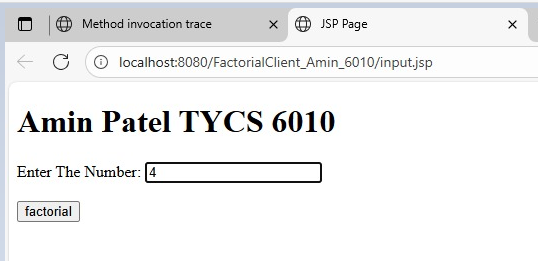 Method invocation trace
JSP Page
localhost:8080/FactorialClient_Amin_6010/input.jsp
Amin Patel TYCS 6010
Enter The Number: 4
factorial